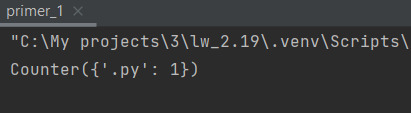 primer_1
"C:\My projects\3\lw_2.19\.venv\Scripts\
Counter({'.py': 1})